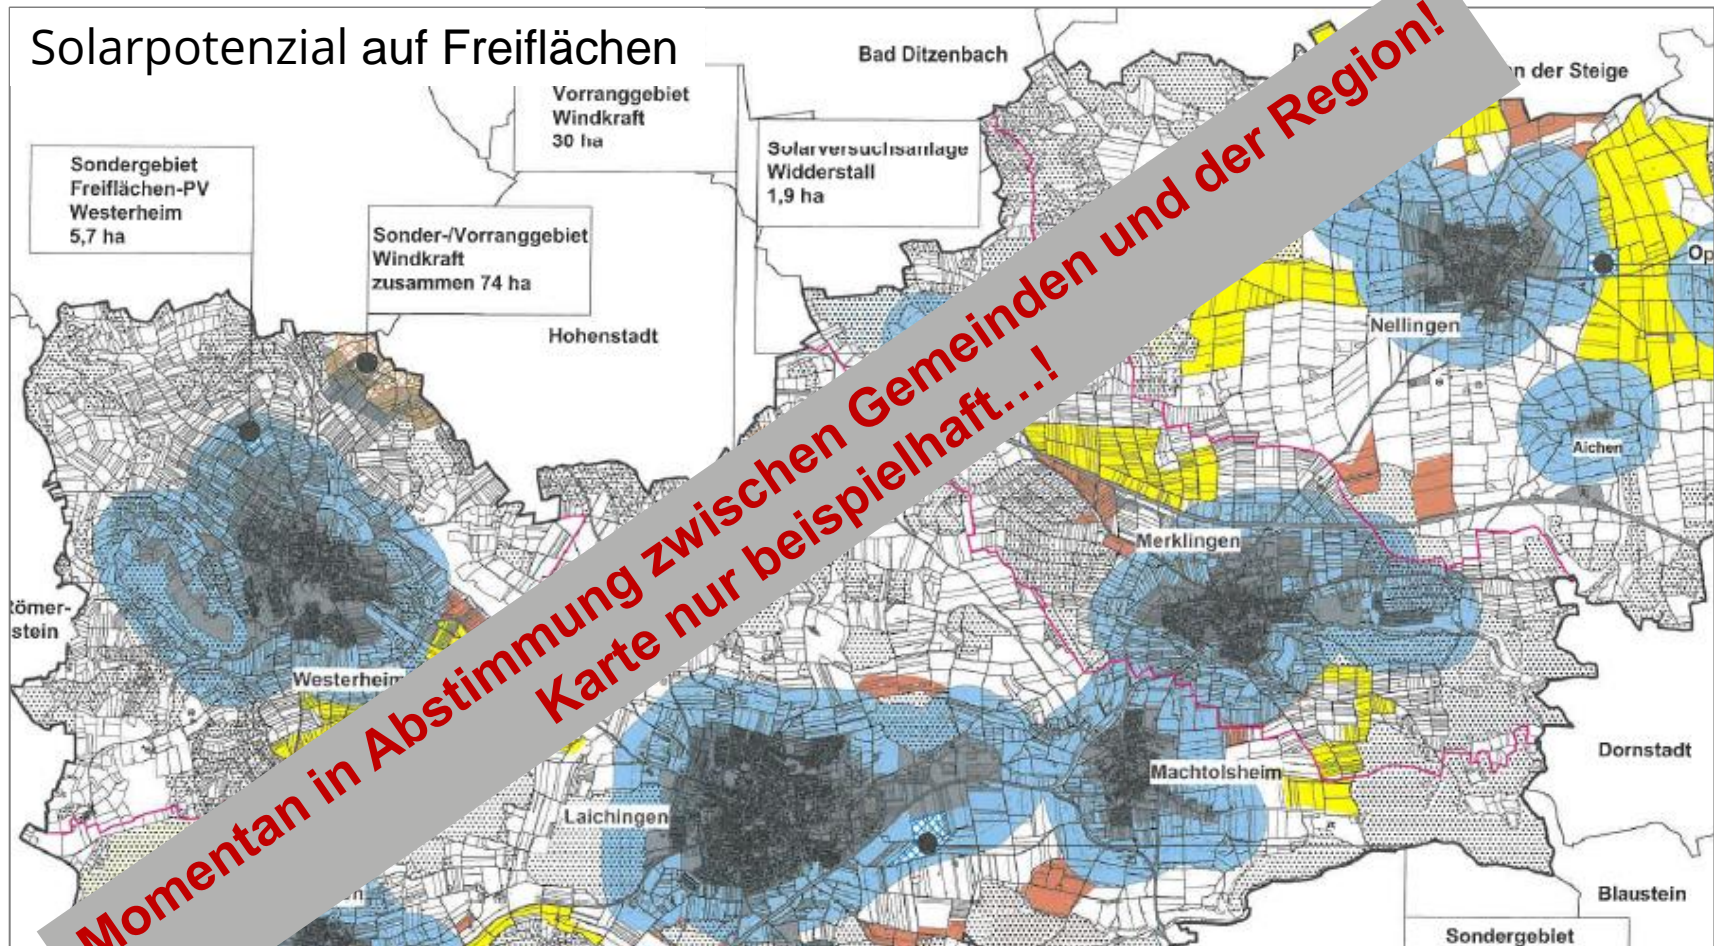 Solarpotenzial auf Freiflächen
Bad Ditzenbach
n der Steige
Vorranggebiet
Windkraft
30 ha
Solarversuchsanlage
Widderstall
1,9 ha
Sondergebiet
Freiflächen-PV
Westerheim
5,7 ha
Sonder-/Vorranggebiet
Windkraft
zusammen 74 ha
Hohenstadt
Op
Nellingen
Aichen
Merklingen
Römer-
stein
Westerheim
Machtolsheim
Dornstadt
Laichingen
Blaustein
Sondergebiet
Momentan in Abstimmung zwischen Gemeinden und der Region!
Karte nur beispielhaft...!